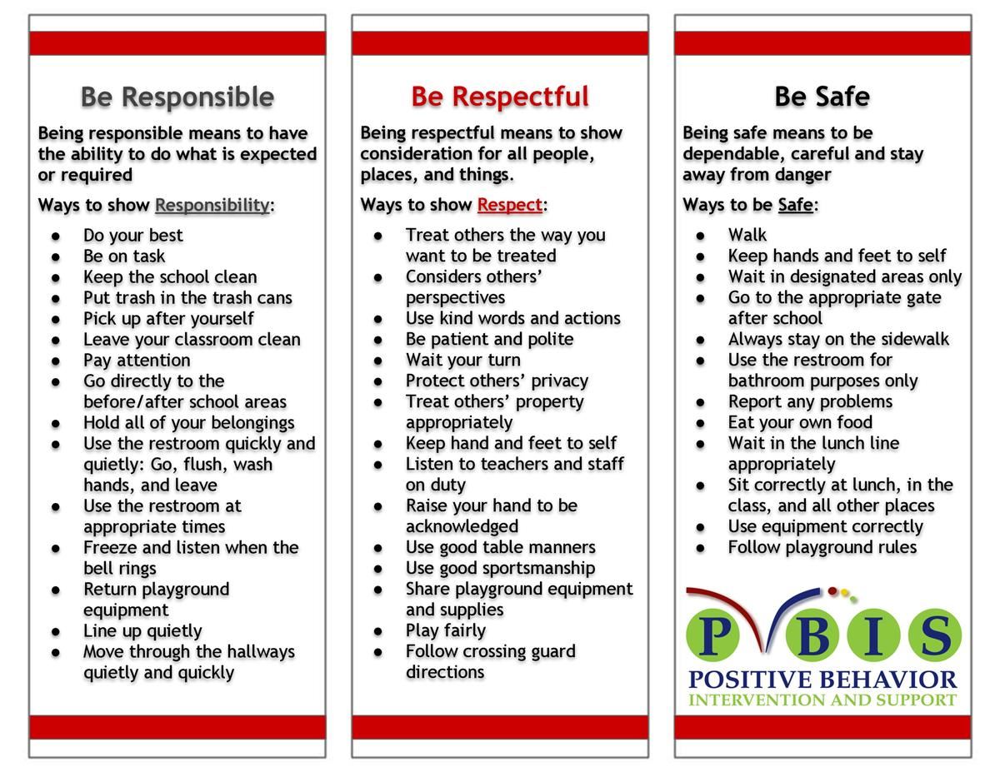 Be Responsible
Being responsible means to have
the ability to do what is expected
or required
Ways to show Responsibility:
● Do your best
● Be on task
● Keep the school clean
● Put trash in the trash cans
● Pick up after yourself
● Leave your classroom clean
● Pay attention
● Go directly to the
before/after school areas
● Hold all of your belongings
● Use the restroom quickly and
quietly: Go, flush, wash
hands, and leave
● Use the restroom at
appropriate times
● Freeze and listen when the
bell rings
● Return playground
equipment
● Line up quietly
● Move through the hallways
quietly and quickly
Be Respectful
Being respectful means to show
consideration for all people,
places, and things.
Ways to show Respect:
● Treat others the way you
want to be treated
● Considers others’
perspectives
● Use kind words and actions
● Be patient and polite
● Wait your turn
● Protect others’ privacy
● Treat others’ property
appropriately
● Keep hand and feet to self
● Listen to teachers and staff
on duty
● Raise your hand to be
acknowledged
● Use good table manners
● Use good sportsmanship
● Share playground equipment
and supplies
● Play fairly
● Follow crossing guard
directions
Be Safe
Being safe means to be
dependable, careful and stay
away from danger
Ways to be Safe:
● Walk
● Keep hands and feet to self
● Wait in designated areas only
● Go to the appropriate gate
after school
● Always stay on the sidewalk
● Use the restroom for
bathroom purposes only
● Report any problems
● Eat your own food
● Wait in the lunch line
appropriately
● Sit correctly at lunch, in the
class, and all other places
● Use equipment correctly
● Follow playground rules
PBIS
POSITIVE BEHAVIOR
INTERVENTION AND SUPPORT